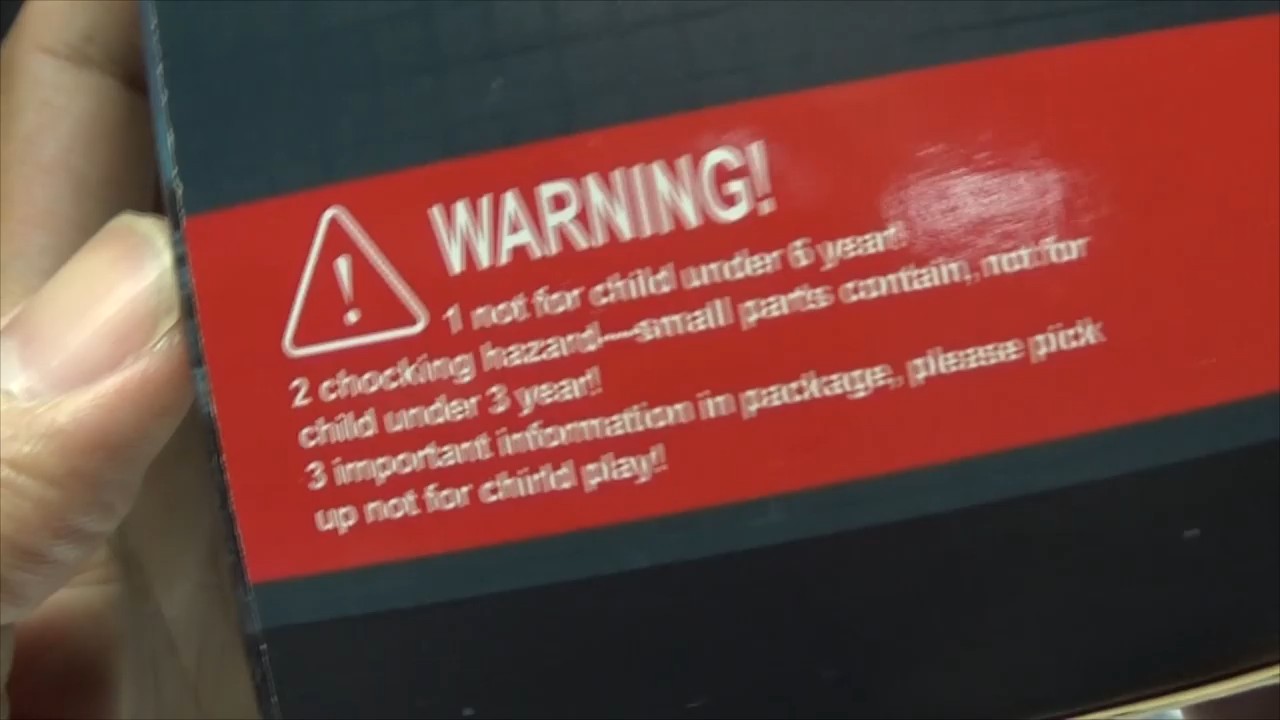 WARNING!
1 not for child under 6 year!
2 chocking hazard---small parts contain, not for
child under 3 year!!
3 important information in package, please pick
up not for chirld play!!